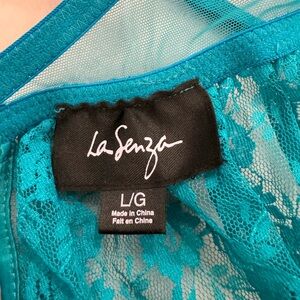 La Senza
L/G
Made in China
Fait en Chine